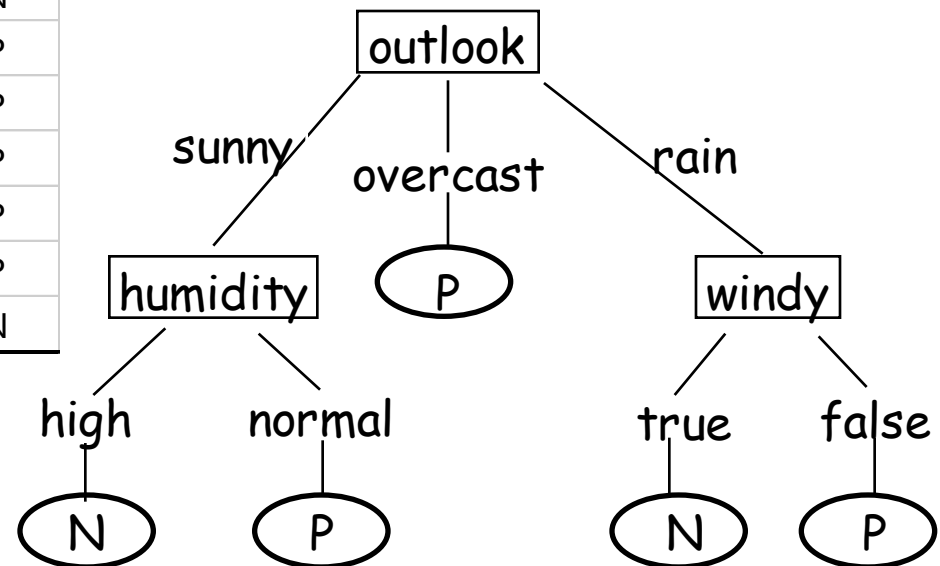 N
P
P
P
P
P
N
outlook
sunny
overcast
rain
humidity
P
windy
high
normal
true
false
N
P
N
P